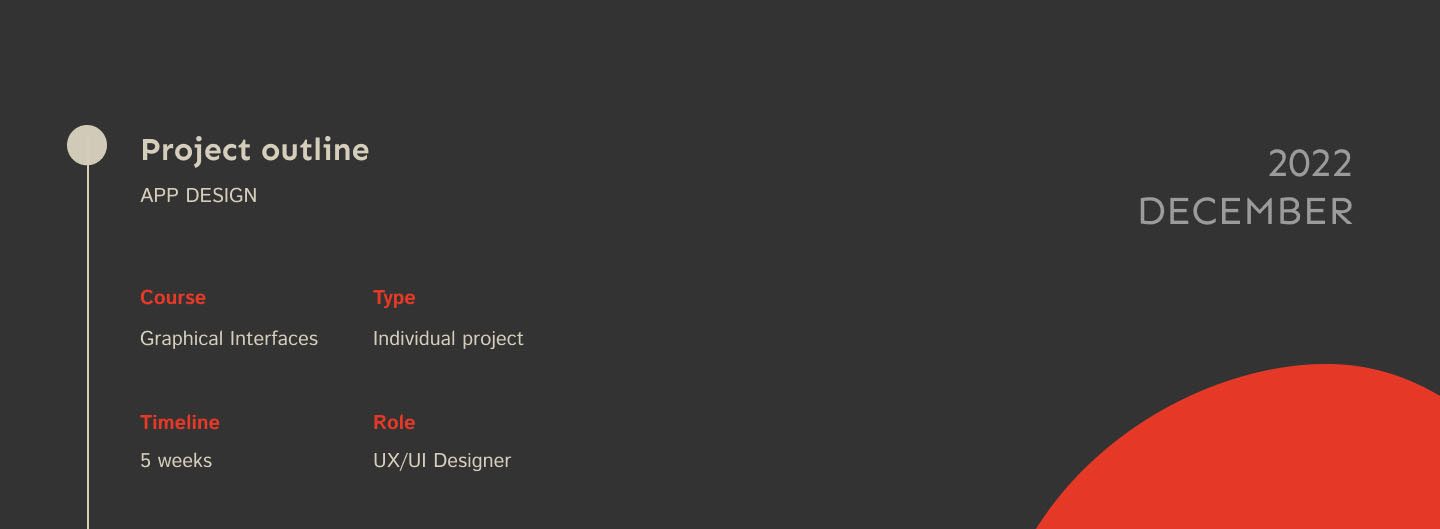 Project outline
APP DESIGN
2022
DECEMBER
Course
Type
Graphical Interfaces
Individual project
Timeline
Role
5 weeks
UX/UI Designer